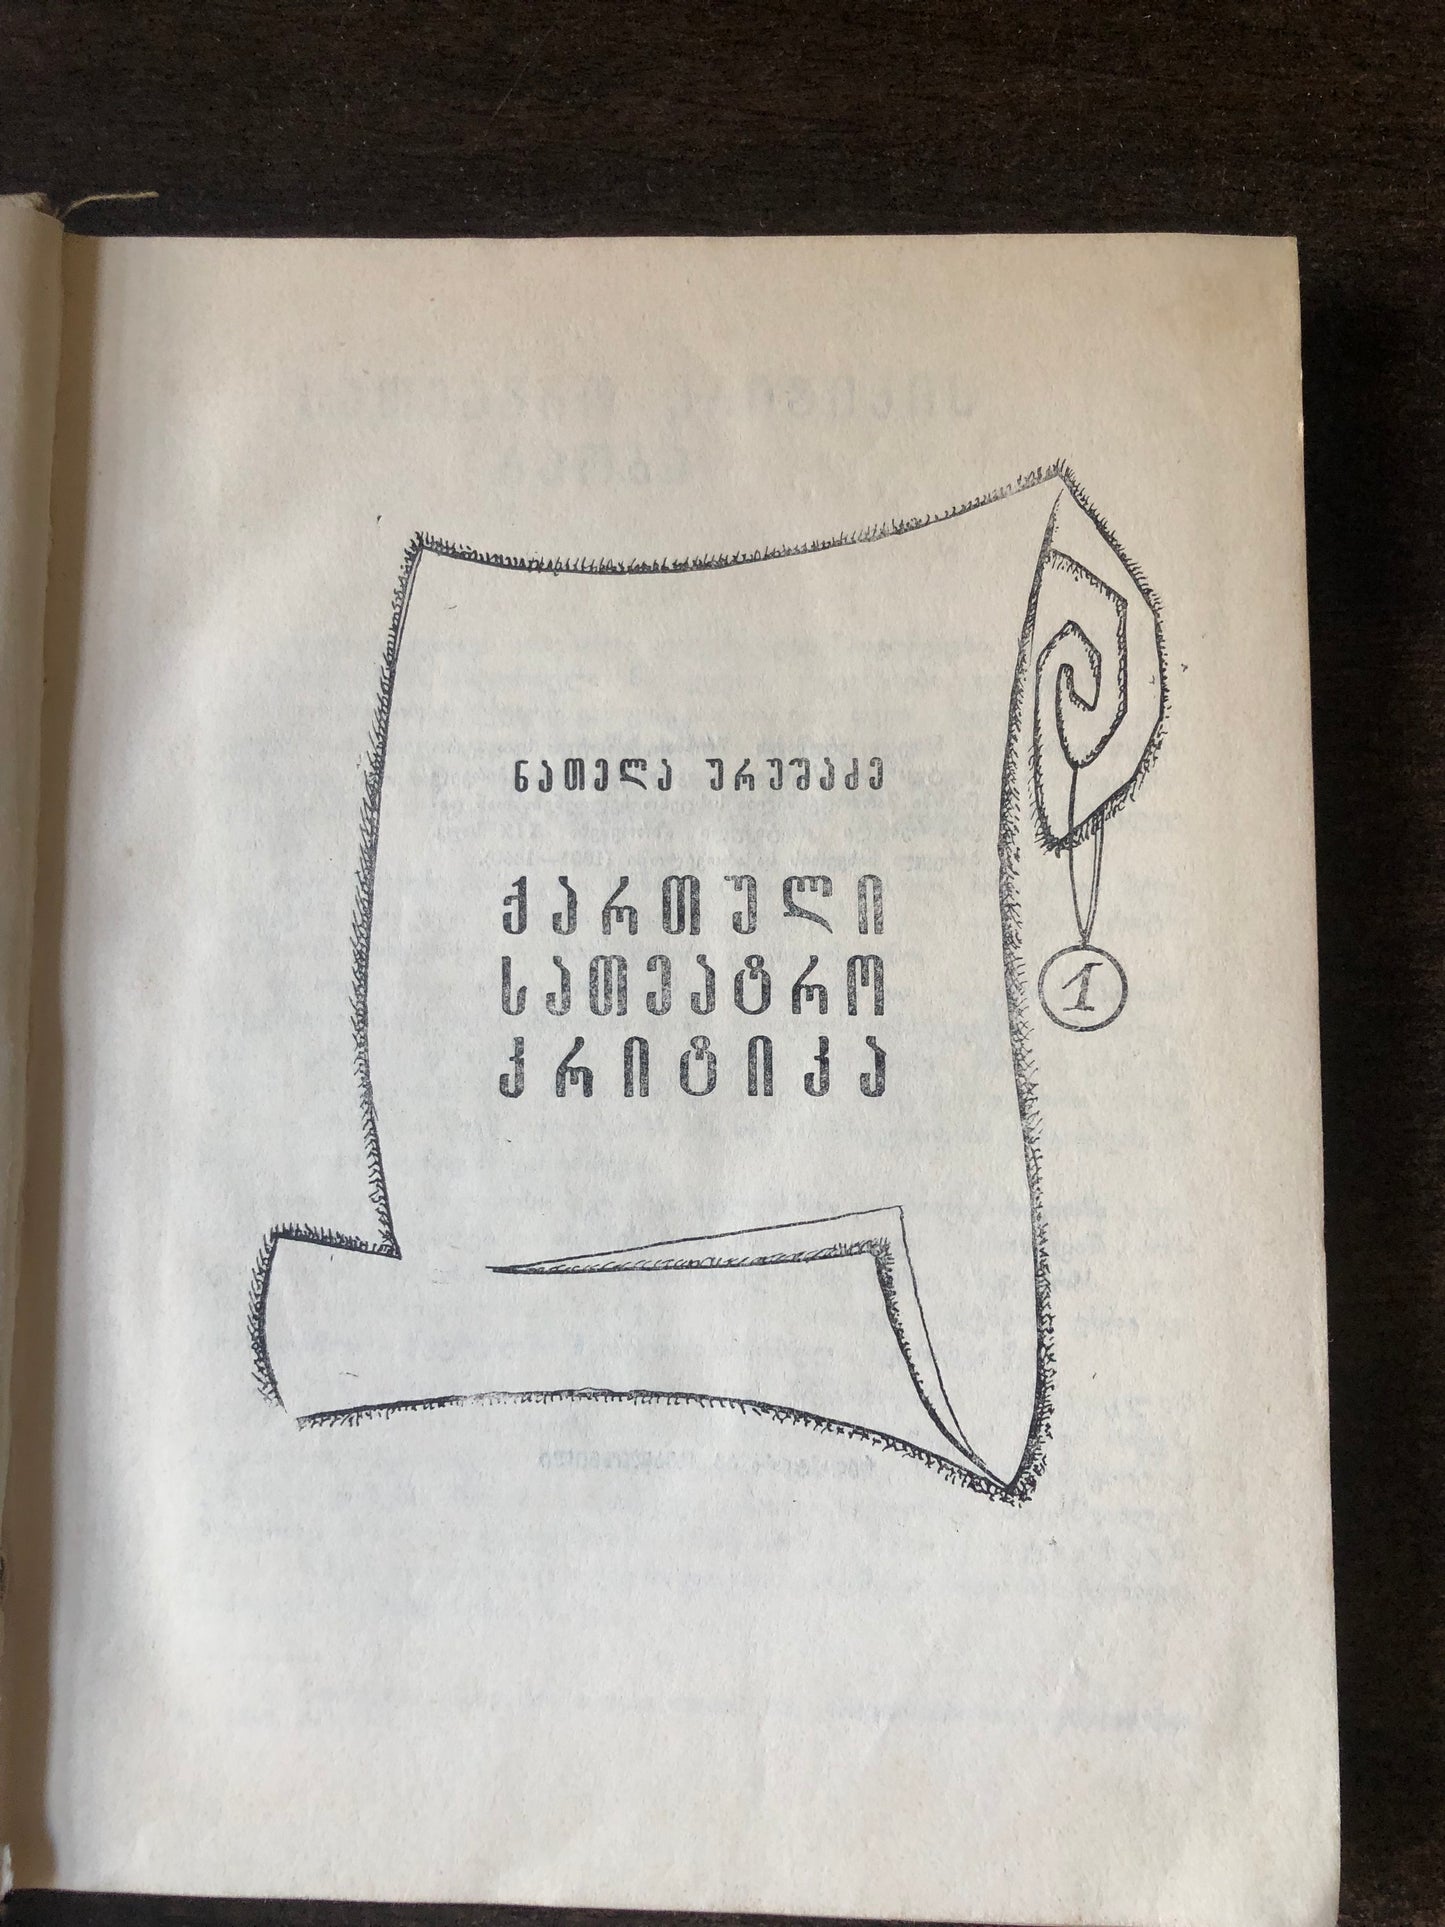 ნათელა ურუშაძე
ქართული
სათეატრო
კრიტიკა
1